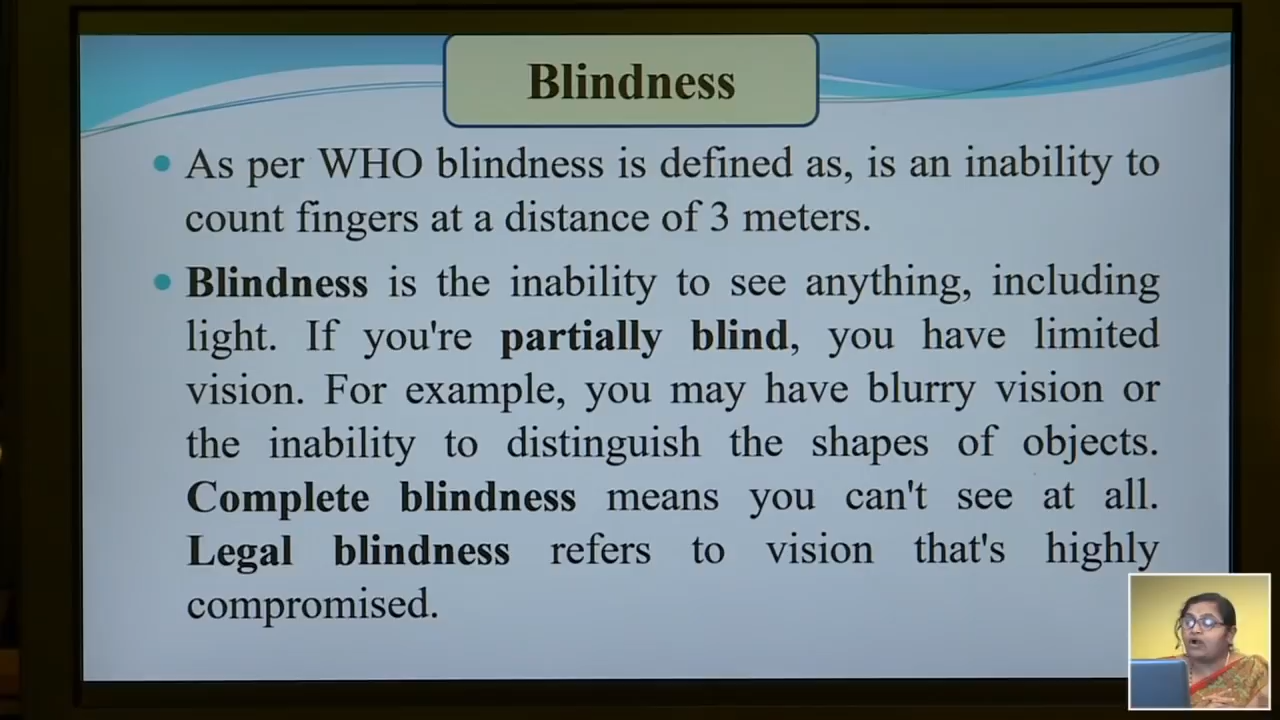 Blindness
As per WHO blindness is defined as, is an inability to
count fingers at a distance of 3 meters.
Blindness is the inability to see anything, including
light. If you're partially blind, you have limited
vision. For example, you may have blurry vision or
the inability to distinguish the shapes of objects.
Complete blindness means you can't see at all.
Legal blindness refers to vision that's highly
compromised.